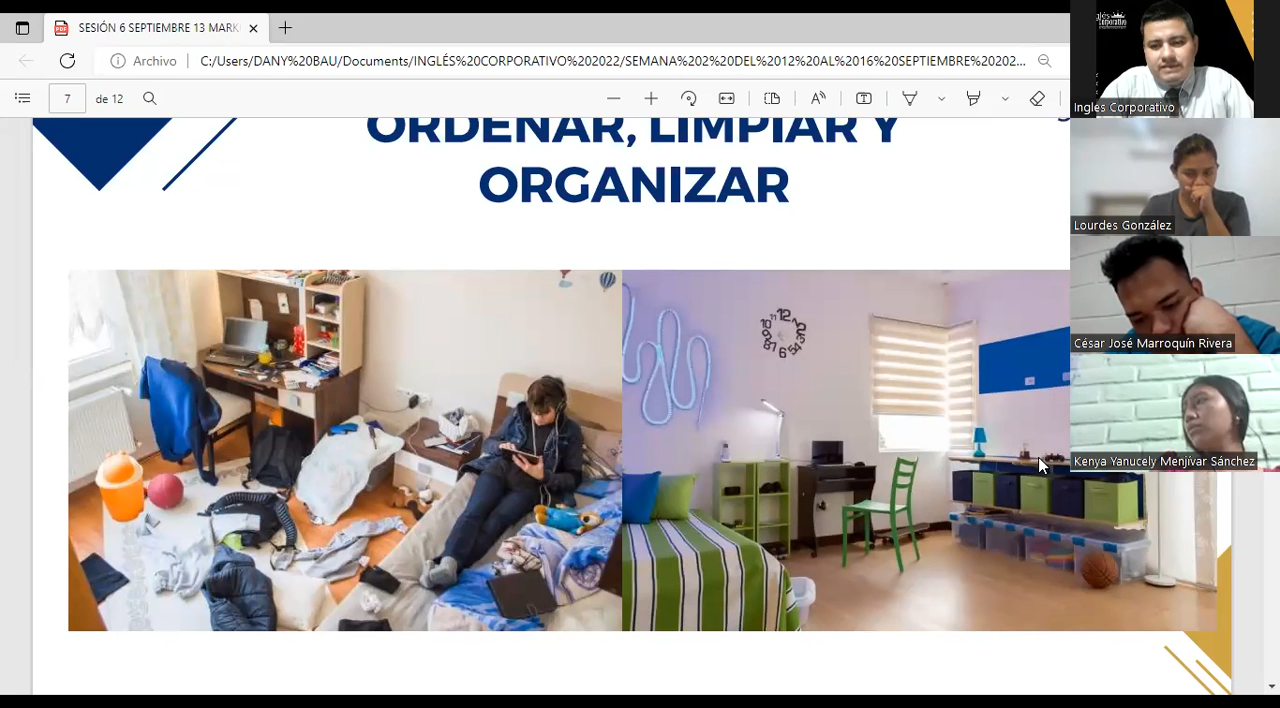 SESIÓN 6 SEPTIEMBRE 13 MARK
Archivo
C:/Users/DANY%20BAU/Documents/INGLÉS%20CORPORATIVO%202022/SEMANA%202%20DEL%2012%20AL%2016%20SEPTIEMBRE%20202...
7 de 12
ORDENAR, LIMPIAR Y
ORGANIZAR
Inglés Corporativo
Ingles Corporativo
Lourdes González
César José Marroquín Rivera
Kenya Yanucely Menjívar Sánchez